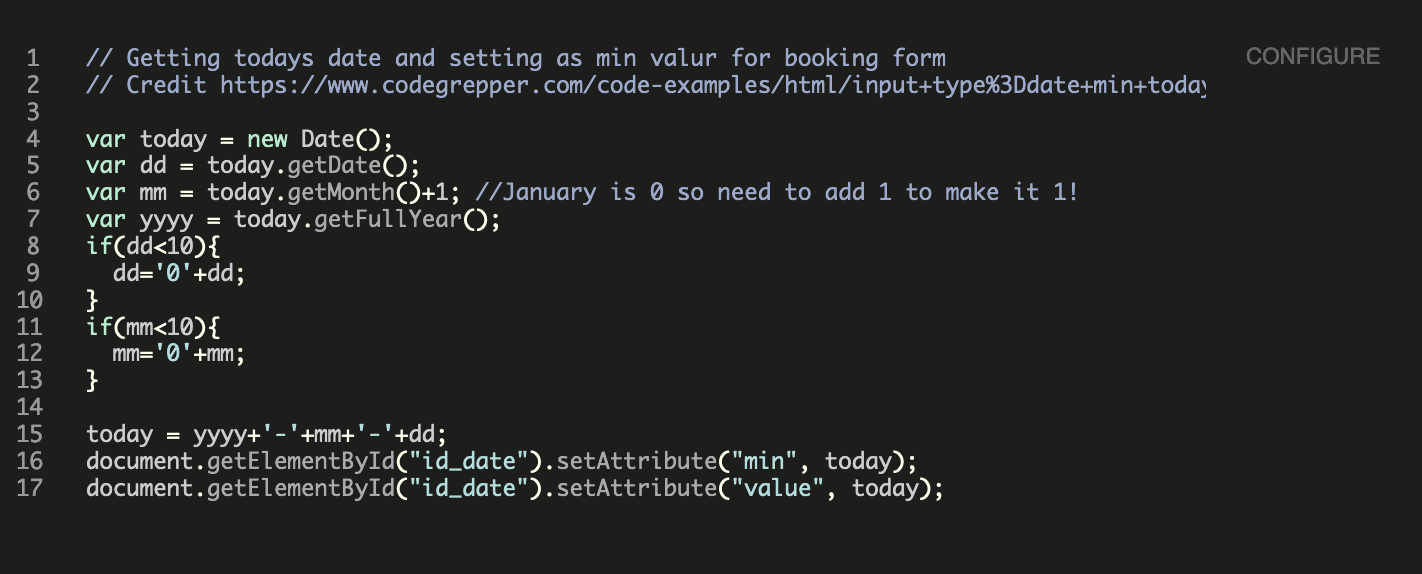 CONFIGURE
1 // Getting todays date and setting as min valur for booking form
2 // Credit https://www.codegrepper.com/code-examples/html/input+type%3Ddate+min+today
3
4 var today = new Date();
5 var dd = today.getDate();
6 var mm = today.getMonth()+1; //January is 0 so need to add 1 to make it 1!
7 var yyyy = today.getFullYear();
8 if(dd<10){
9   dd='0'+dd;
10 }
11 if(mm<10){
12   mm='0'+mm;
13 }
14
15 today = yyyy+'-'+mm+'-'+dd;
16 document.getElementById("id_date").setAttribute("min", today);
17 document.getElementById("id_date").setAttribute("value", today);